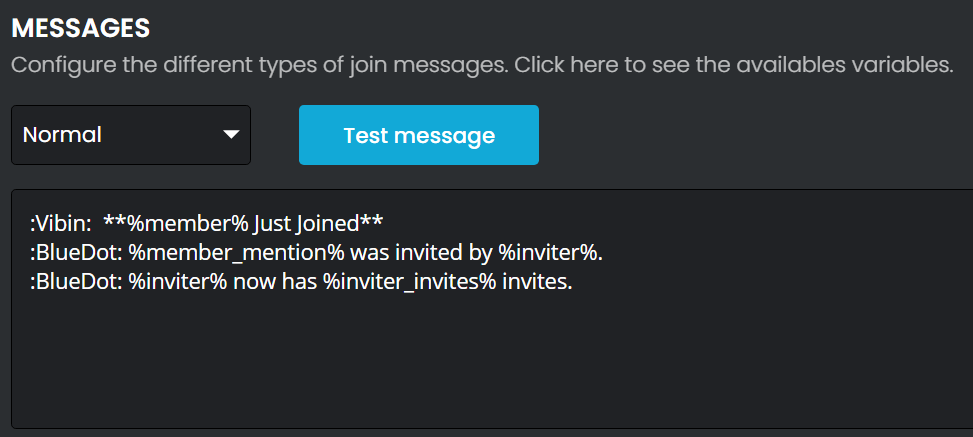 MESSAGES
Configure the different types of join messages. Click here to see the availables variables.
Normal
Test message
:Vibin:  **%member% Just Joined**
:BlueDot: %member_mention% was invited by %inviter%.
:BlueDot: %inviter% now has %inviter_invites% invites.